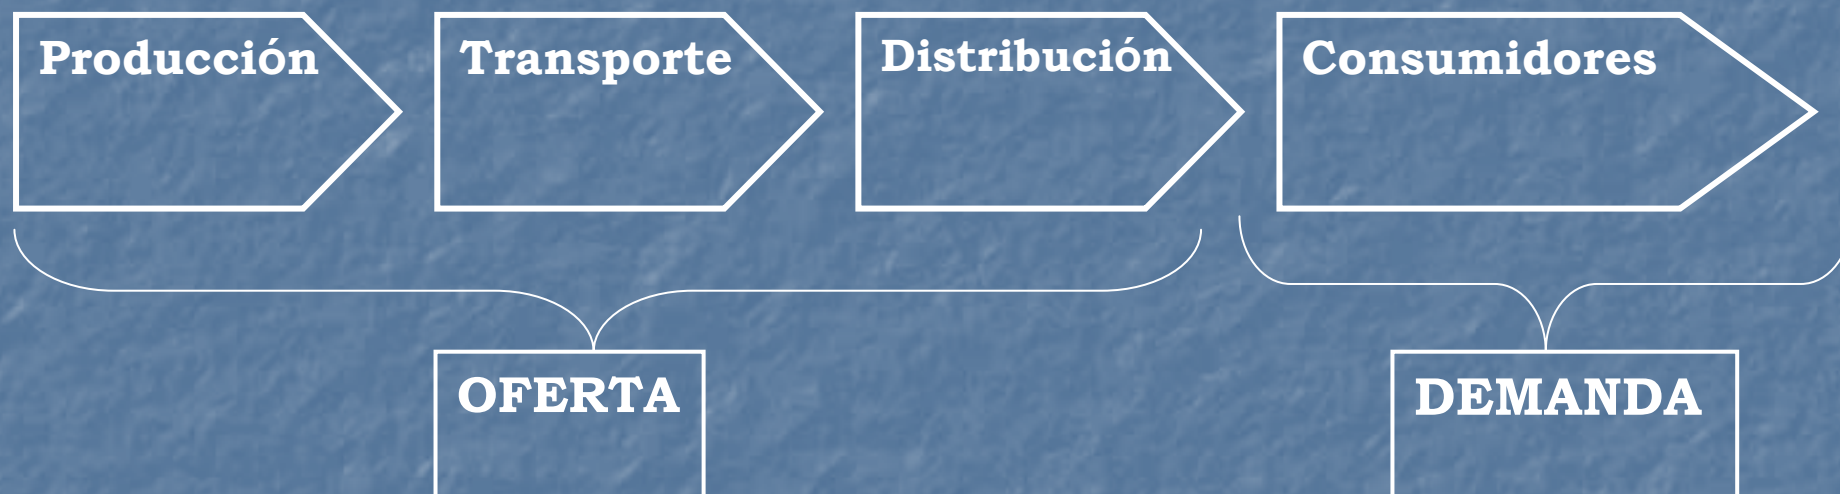 Producción
Transporte
Distribución
Consumidores
OFERTA
DEMANDA